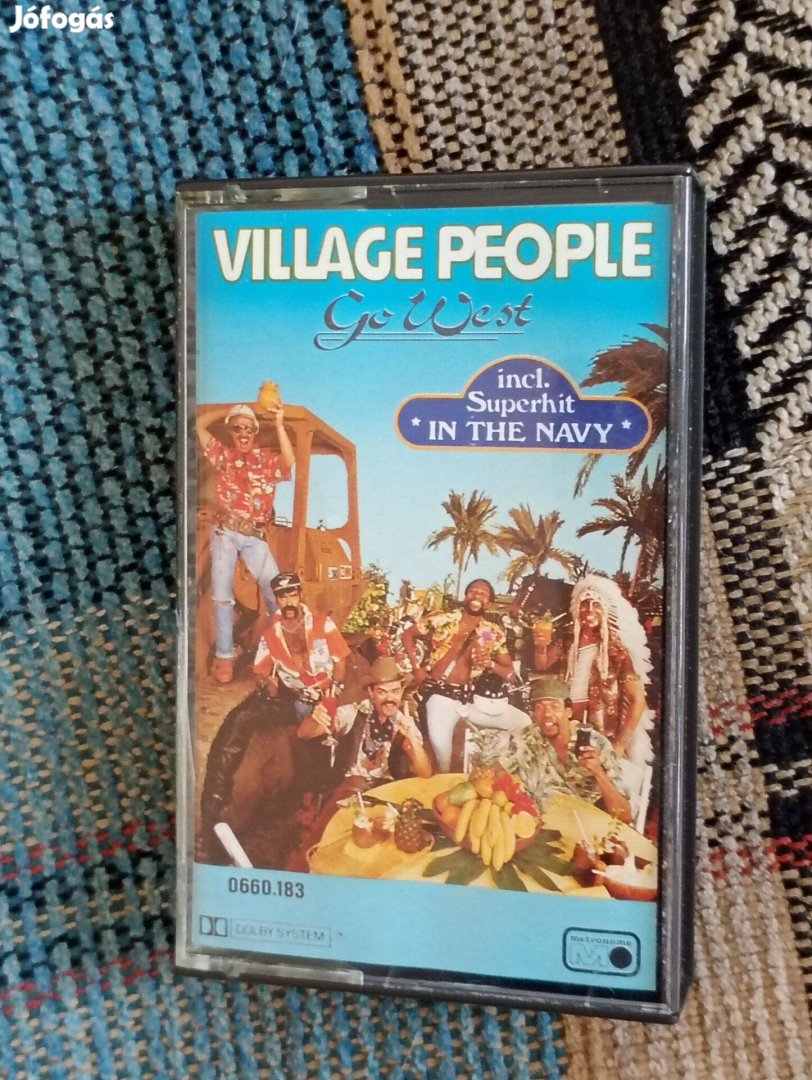 Jófogás
VILLAGE PEOPLE
Go West
incl.
Superhit
* IN THE NAVY *
0660.183
DOLBY SYSTEM
metronome